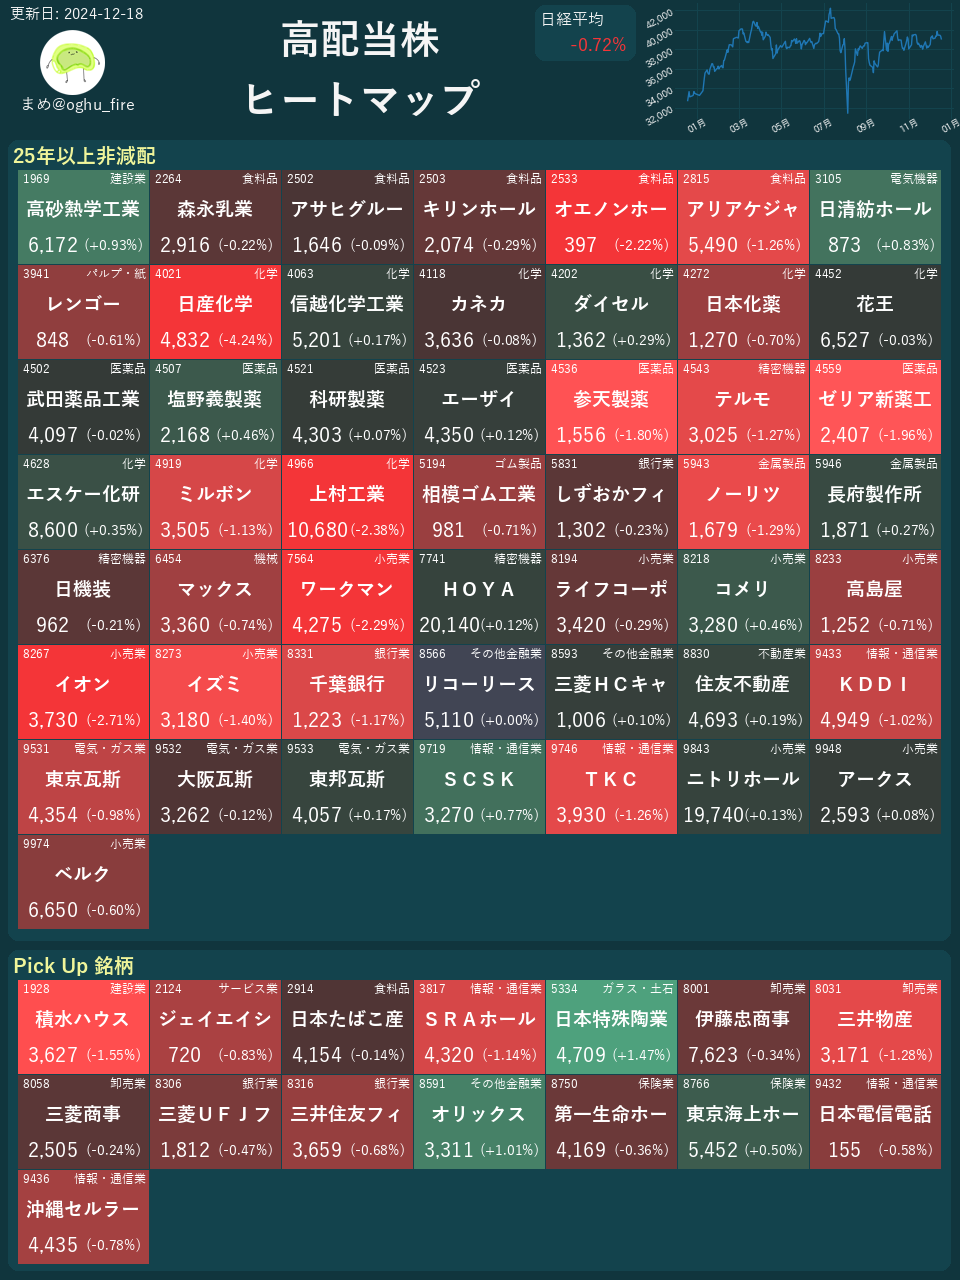 更新日: 2024-12-18
まめ@oghu_fire
高配当株
ヒートマップ
日経平均
-0.72%
42,000
40,000
38,000
36,000
34,000
32,000
01月 03月 05月 07月 09月 11月 01月
25年以上非減配
1969 建設業 2264 食料品 2502 食料品 2503 食料品 2533 食料品 2815 食料品 3105 電気機器
高砂熱学工業 森永乳業 アサヒグルー キリンホール オエノンホー アリアケジャ 日清紡ホール
6,172 (+0.93%) 2,916 (-0.22%) 1,646 (-0.09%) 2,074 (-0.29%) 397 (-2.22%) 5,490 (-1.26%) 873 (+0.83%)
3941 パルプ・紙 4021 化学 4063 化学 4118 化学 4202 化学 4272 化学 4452 化学
レンゴー 日産化学 信越化学工業 カネカ ダイセル 日本化薬 花王
848 (-0.61%) 4,832 (-4.24%) 5,201 (+0.17%) 3,636 (-0.08%) 1,362 (+0.29%) 1,270 (-0.70%) 6,527 (-0.03%)
4502 医薬品 4507 医薬品 4521 医薬品 4523 医薬品 4536 医薬品 4543 精密機器 4559 医薬品
武田薬品工業 塩野義製薬 科研製薬 エーザイ 参天製薬 テルモ ゼリア新薬工
4,097 (-0.02%) 2,168 (+0.46%) 4,303 (+0.07%) 4,350 (+0.12%) 1,556 (-1.80%) 3,025 (-1.27%) 2,407 (-1.96%)
4628 化学 4919 化学 4966 化学 5194 ゴム製品 5831 銀行業 5943 金属製品 5946 金属製品
エスケー化研 ミルボン 上村工業 相模ゴム工業 しずおかフィ ノーリツ 長府製作所
8,600 (+0.35%) 3,505 (-1.13%) 10,680 (-2.38%) 981 (-0.71%) 1,302 (-0.23%) 1,679 (-1.29%) 1,871 (+0.27%)
6376 精密機器 6454 機械 7564 小売業 7741 精密機器 8194 小売業 8218 小売業 8233 小売業
日機装 マックス ワークマン ＨＯＹＡ ライフコーポ コメリ 高島屋
962 (-0.21%) 3,360 (-0.74%) 4,275 (-2.29%) 20,140 (+0.12%) 3,420 (-0.29%) 3,280 (+0.46%) 1,252 (-0.71%)
8267 小売業 8273 小売業 8331 銀行業 8566 その他金融業 8593 その他金融業 8830 不動産業 9433 情報・通信業
イオン イズミ 千葉銀行 リコーリース 三菱ＨＣキャ 住友不動産 ＫＤＤＩ
3,730 (-2.71%) 3,180 (-1.40%) 1,223 (-1.17%) 5,110 (+0.00%) 1,006 (+0.10%) 4,693 (+0.19%) 4,949 (-1.02%)
9531 電気・ガス業 9532 電気・ガス業 9533 電気・ガス業 9719 情報・通信業 9746 情報・通信業 9843 小売業 9948 小売業
東京瓦斯 大阪瓦斯 東邦瓦斯 ＳＣＳＫ ＴＫＣ ニトリホール アークス
4,354 (-0.98%) 3,262 (-0.12%) 4,057 (+0.17%) 3,270 (+0.77%) 3,930 (-1.26%) 19,740 (+0.13%) 2,593 (+0.08%)
9974 小売業
ベルク
6,650 (-0.60%)
Pick Up 銘柄
1928 建設業 2124 サービス業 2914 食料品 3817 情報・通信業 5334 ガラス・土石 8001 卸売業 8031 卸売業
積水ハウス ジェイエイシ 日本たばこ産 ＳＲＡホール 日本特殊陶業 伊藤忠商事 三井物産
3,627 (-1.55%) 720 (-0.83%) 4,154 (-0.14%) 4,320 (-1.14%) 4,709 (+1.47%) 7,623 (-0.34%) 3,171 (-1.28%)
8058 卸売業 8306 銀行業 8316 銀行業 8591 その他金融業 8750 保険業 8766 保険業 9432 情報・通信業
三菱商事 三菱ＵＦＪフ 三井住友フィ オリックス 第一生命ホー 東京海上ホー 日本電信電話
2,505 (-0.24%) 1,812 (-0.47%) 3,659 (-0.68%) 3,311 (+1.01%) 4,169 (-0.36%) 5,452 (+0.50%) 155 (-0.58%)
9436 情報・通信業
沖縄セルラー
4,435 (-0.78%)